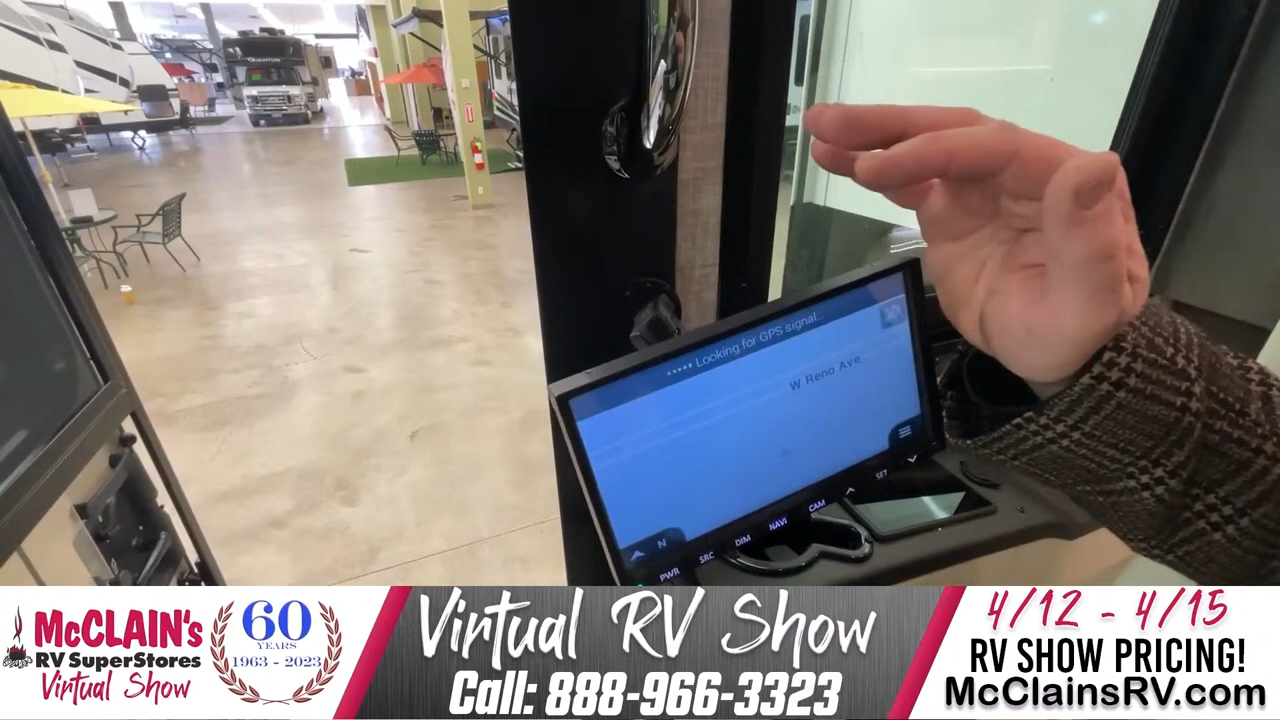 QUANTUM
Looking for GPS signal...
W Reno Ave
N
PWR SRC DIM NAVI CAM SET
McCLAIN's
RV SuperStores
Virtual Show
60
YEARS
1963 - 2023
Virtual RV Show
Call: 888-966-3323
4/12 - 4/15
RV SHOW PRICING!
McClainsRV.com